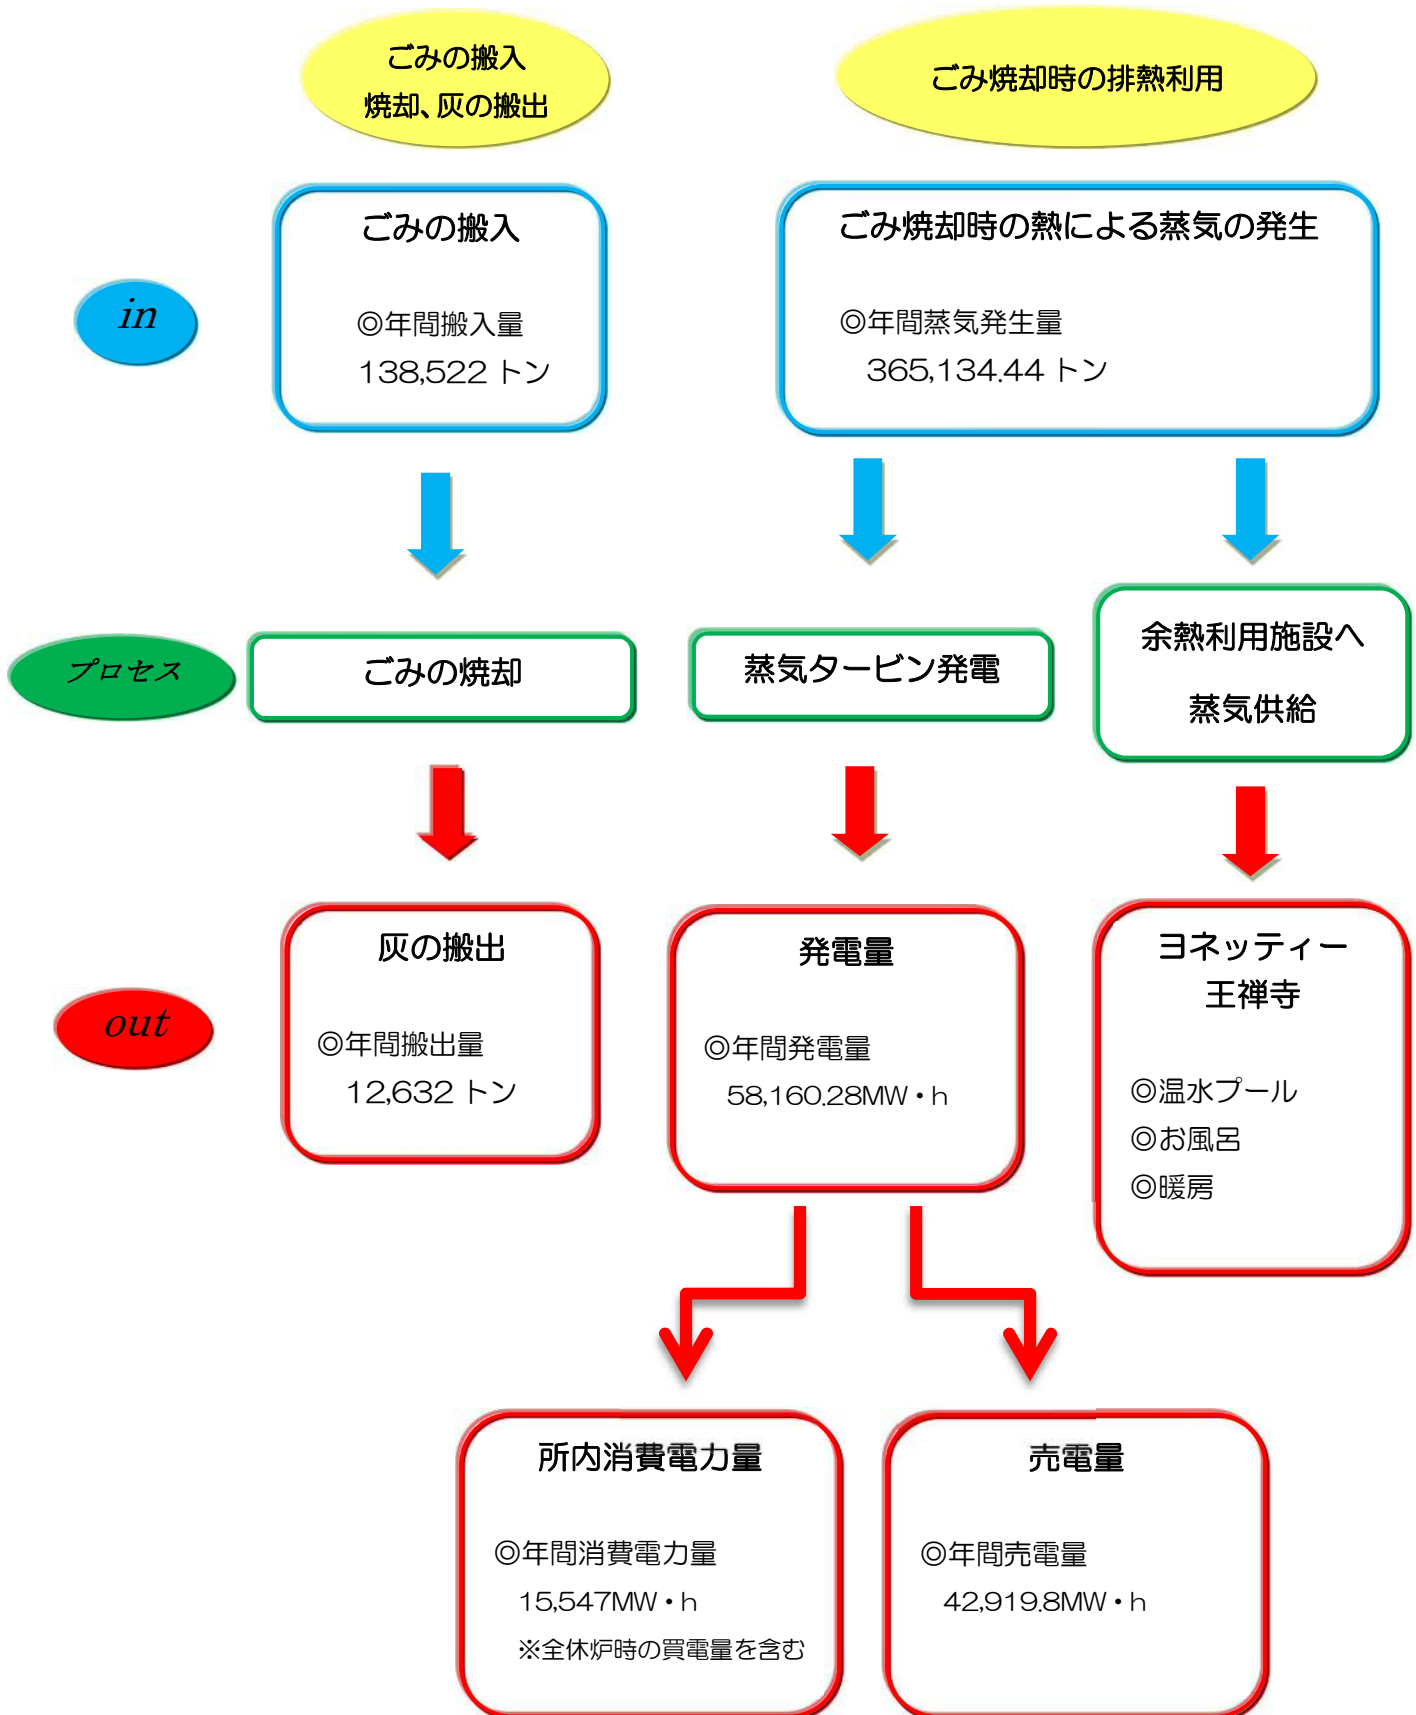 ごみの搬入
焼却、灰の搬出
ごみ焼却時の排熱利用
in
ごみの搬入
◎年間搬入量
138,522 トン
ごみ焼却時の熱による蒸気の発生
◎年間蒸気発生量
365,134.44 トン
プロセス
ごみの焼却
蒸気タービン発電
余熱利用施設へ
蒸気供給
out
灰の搬出
◎年間搬出量
12,632 トン
発電量
◎年間発電量
58,160.28MW・h
ヨネッティー
王禅寺
◎温水プール
◎お風呂
◎暖房
所内消費電力量
◎年間消費電力量
15,547MW・h
※全休炉時の買電量を含む
売電量
◎年間売電量
42,919.8MW・h